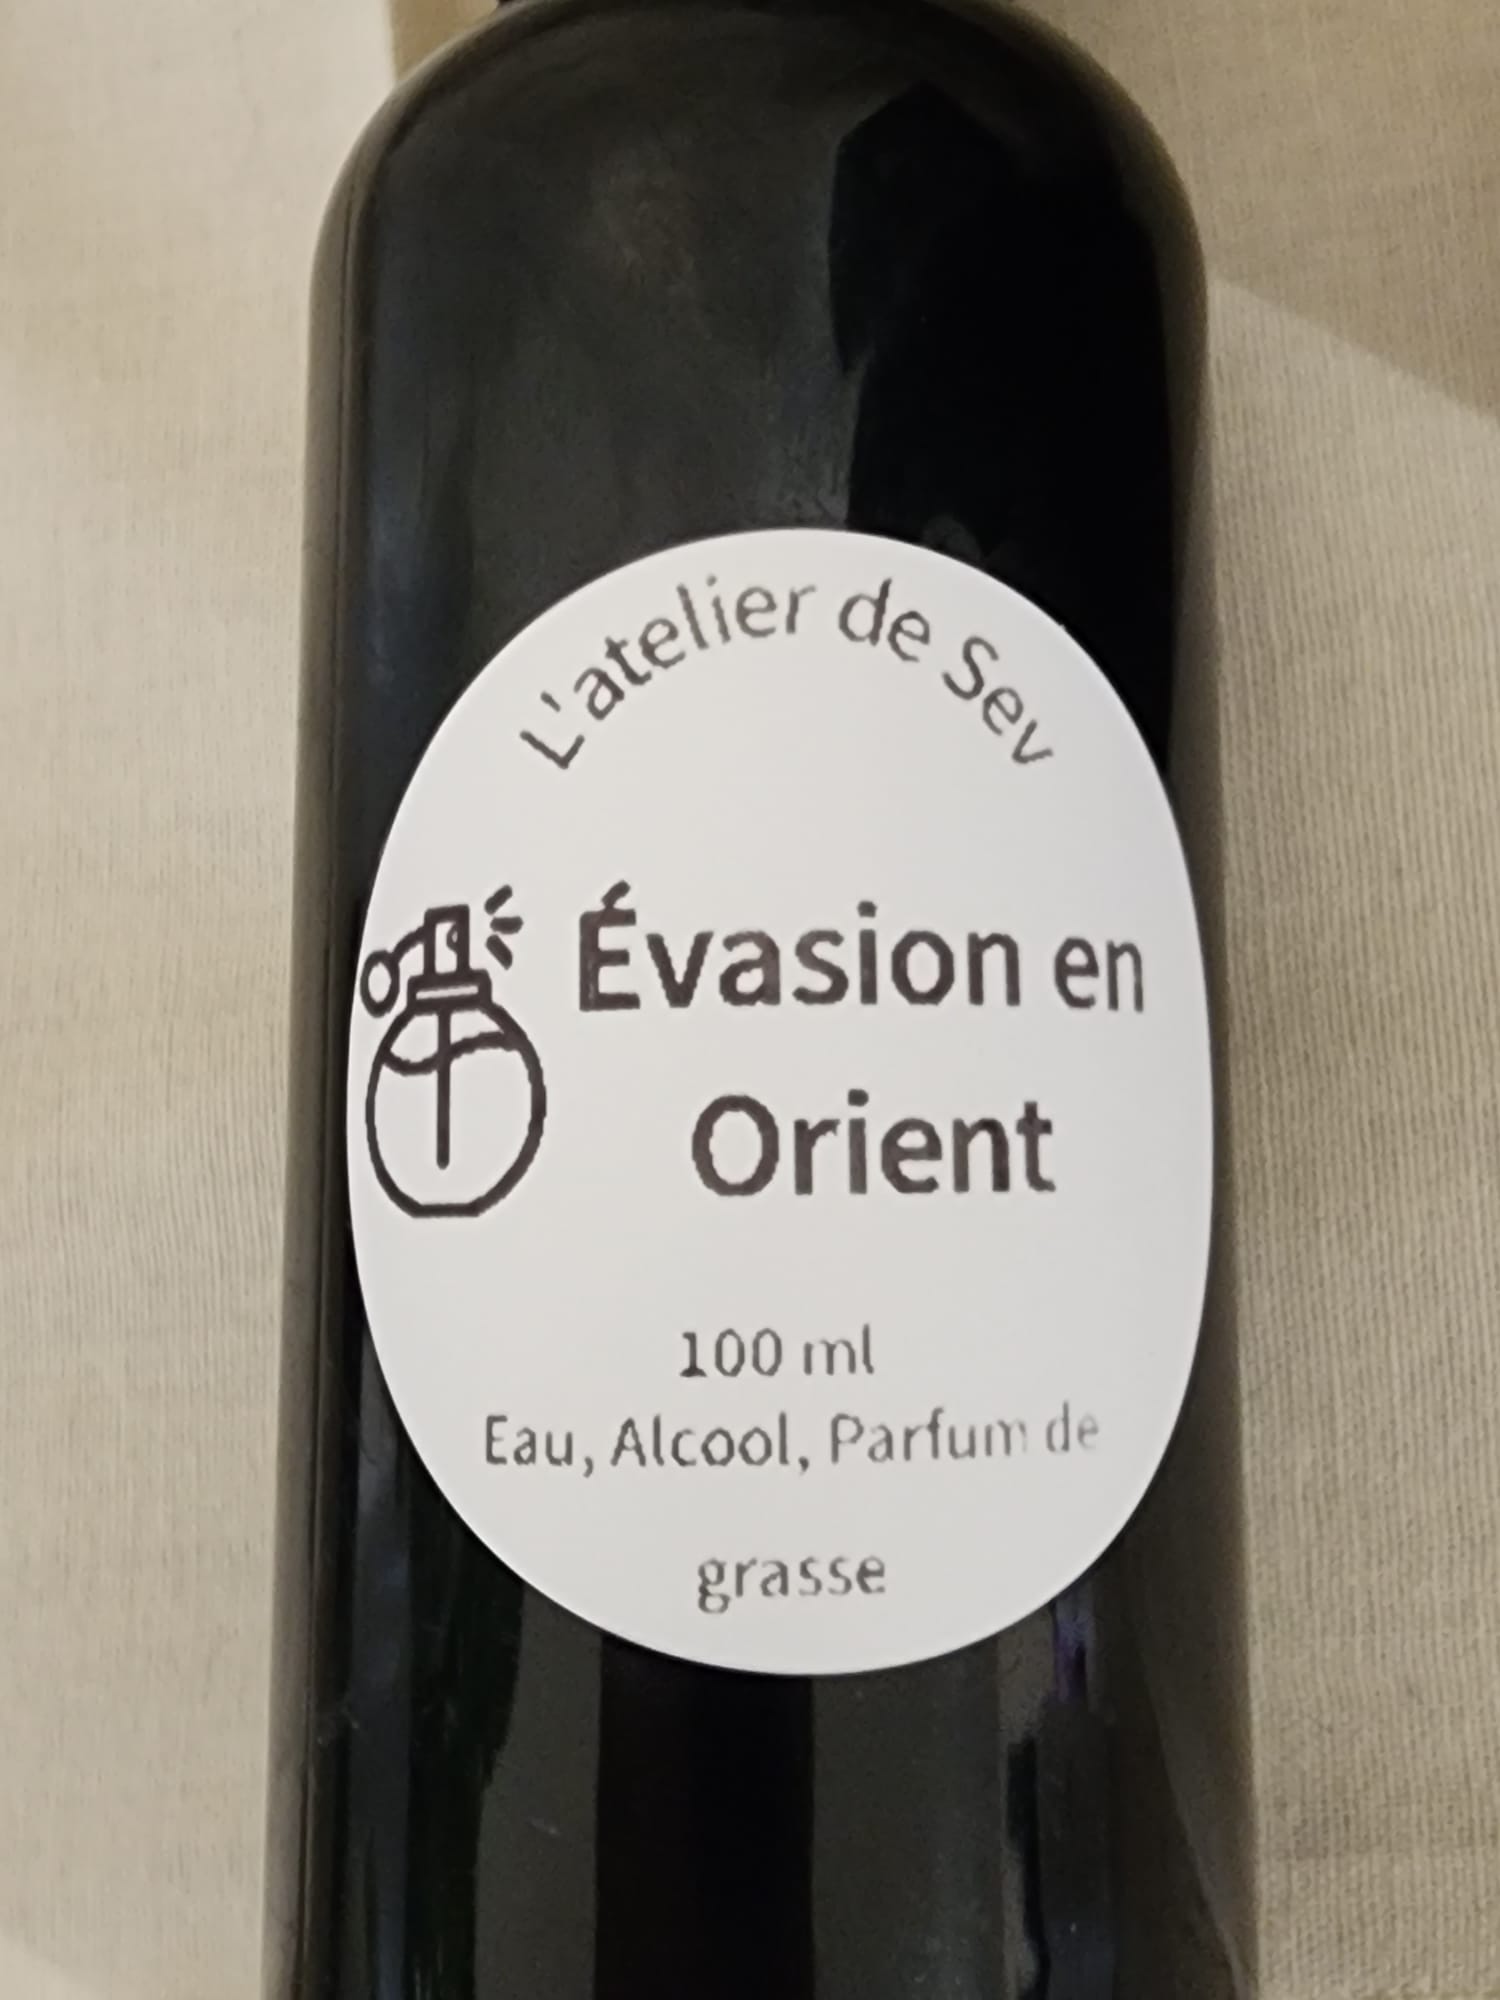 L'atelier de Sev
Évasion en
Orient
100 ml
Eau, Alcool, Parfum de
grasse